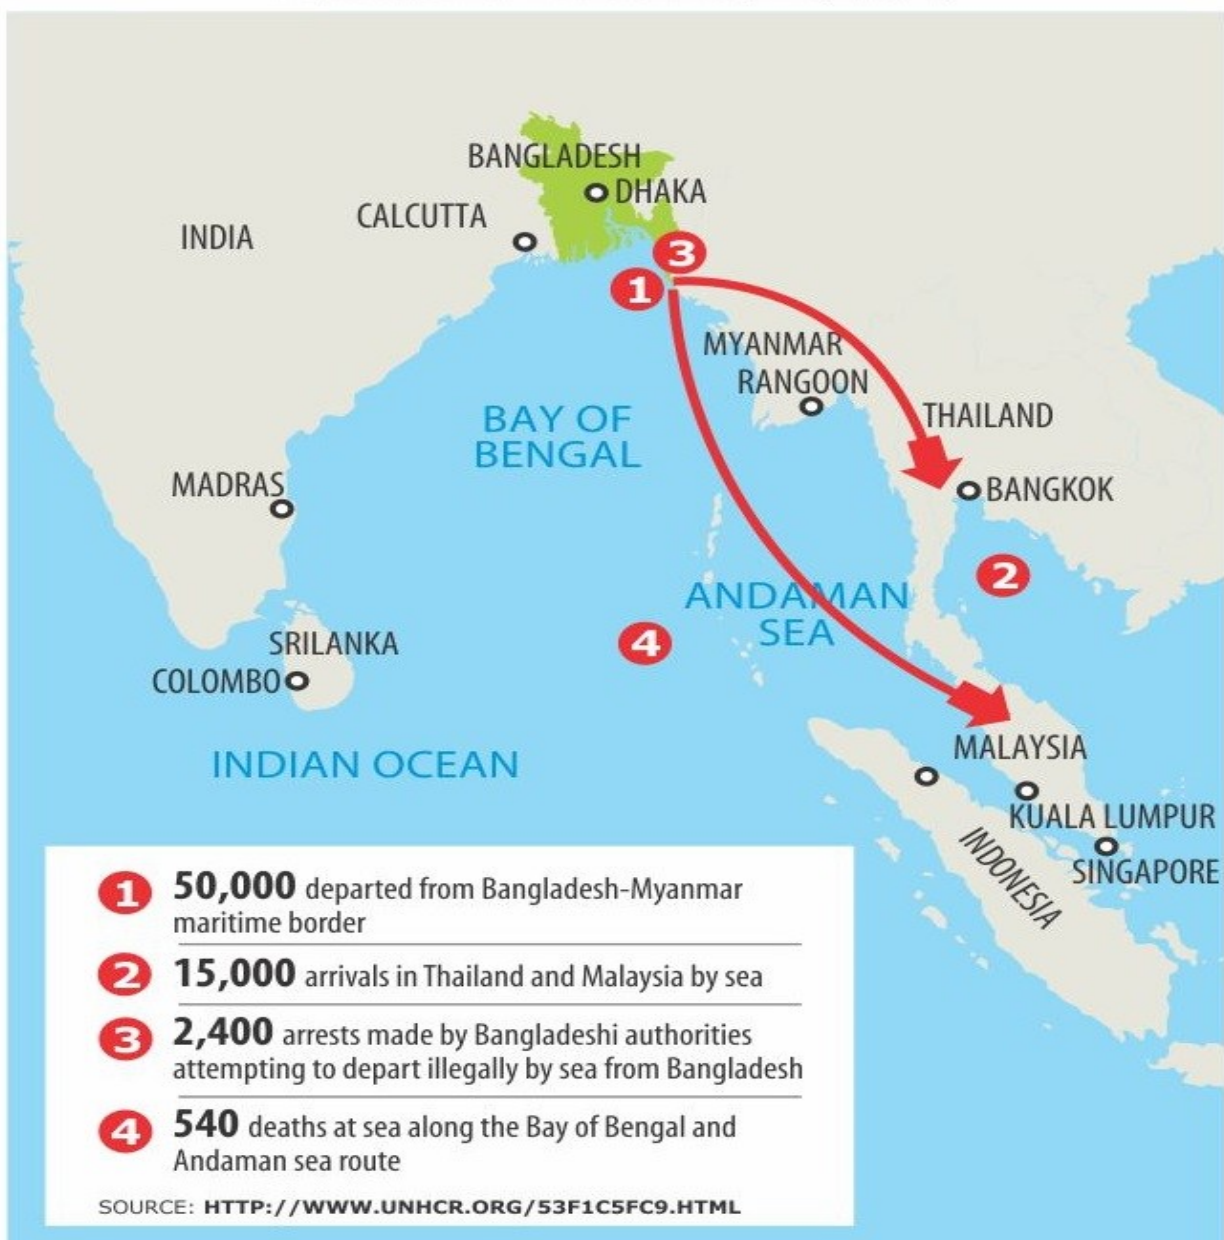 BANGLADESH
DHAKA
CALCUTTA
INDIA
3
1
MYANMAR
RANGOON
THAILAND
BAY OF
BENGAL
MADRAS
BANGKOK
2
ANDAMAN
SEA
4
SRILANKA
COLOMBO
INDIAN OCEAN
MALAYSIA
KUALA LUMPUR
SINGAPORE
INDONESIA
1 50,000 departed from Bangladesh-Myanmar
maritime border
2 15,000 arrivals in Thailand and Malaysia by sea
3 2,400 arrests made by Bangladeshi authorities
attempting to depart illegally by sea from Bangladesh
4 540 deaths at sea along the Bay of Bengal and
Andaman sea route
SOURCE: HTTP://WWW.UNHCR.ORG/53F1C5FC9.HTML